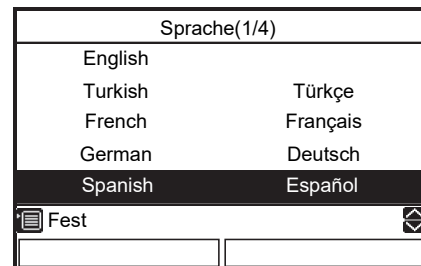 Sprache(1/4)
English
Turkish Türkçe
French Français
German Deutsch
Spanish Español
Fest